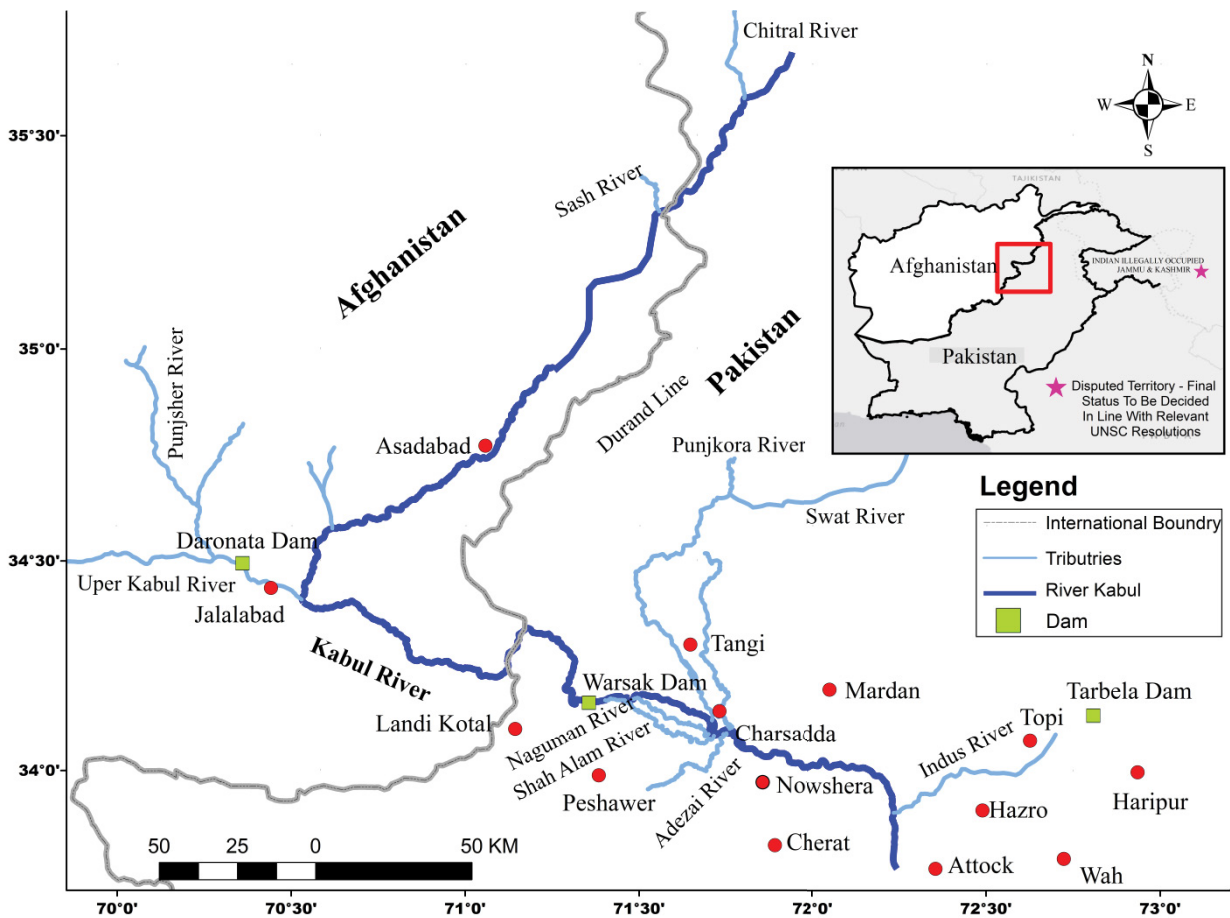 Chitral River
N
W
E
S
35°30'
Sash River
TAJIKISTAN
Afghanistan
Afghanistan
INDIAN ILLEGALLY OCCUPIED
JAMMU & KASHMIR
35°0'
Pakistan
Pakistan
Disputed Territory - Final
Status To Be Decided
In Line With Relevant
UNSC Resolutions
Punjsher River
Durand Line
Asadabad
Punjkora River
Swat River
Legend
International Boundry
Tributries
River Kabul
Dam
34°30'
Daronata Dam
Uper Kabul River
Jalalabad
Kabul River
Tangi
Warsak Dam
Mardan
Tarbela Dam
Landi Kotal
Naguman River
Shah Alam River
Charsadda
Topi
Indus River
34°0'
Peshawer
Adezai River
Nowshera
Haripur
Hazro
Cherat
Attock
Wah
50 25 0 50 KM
70°0' 70°30' 71°0' 71°30' 72°0' 72°30' 73°0'